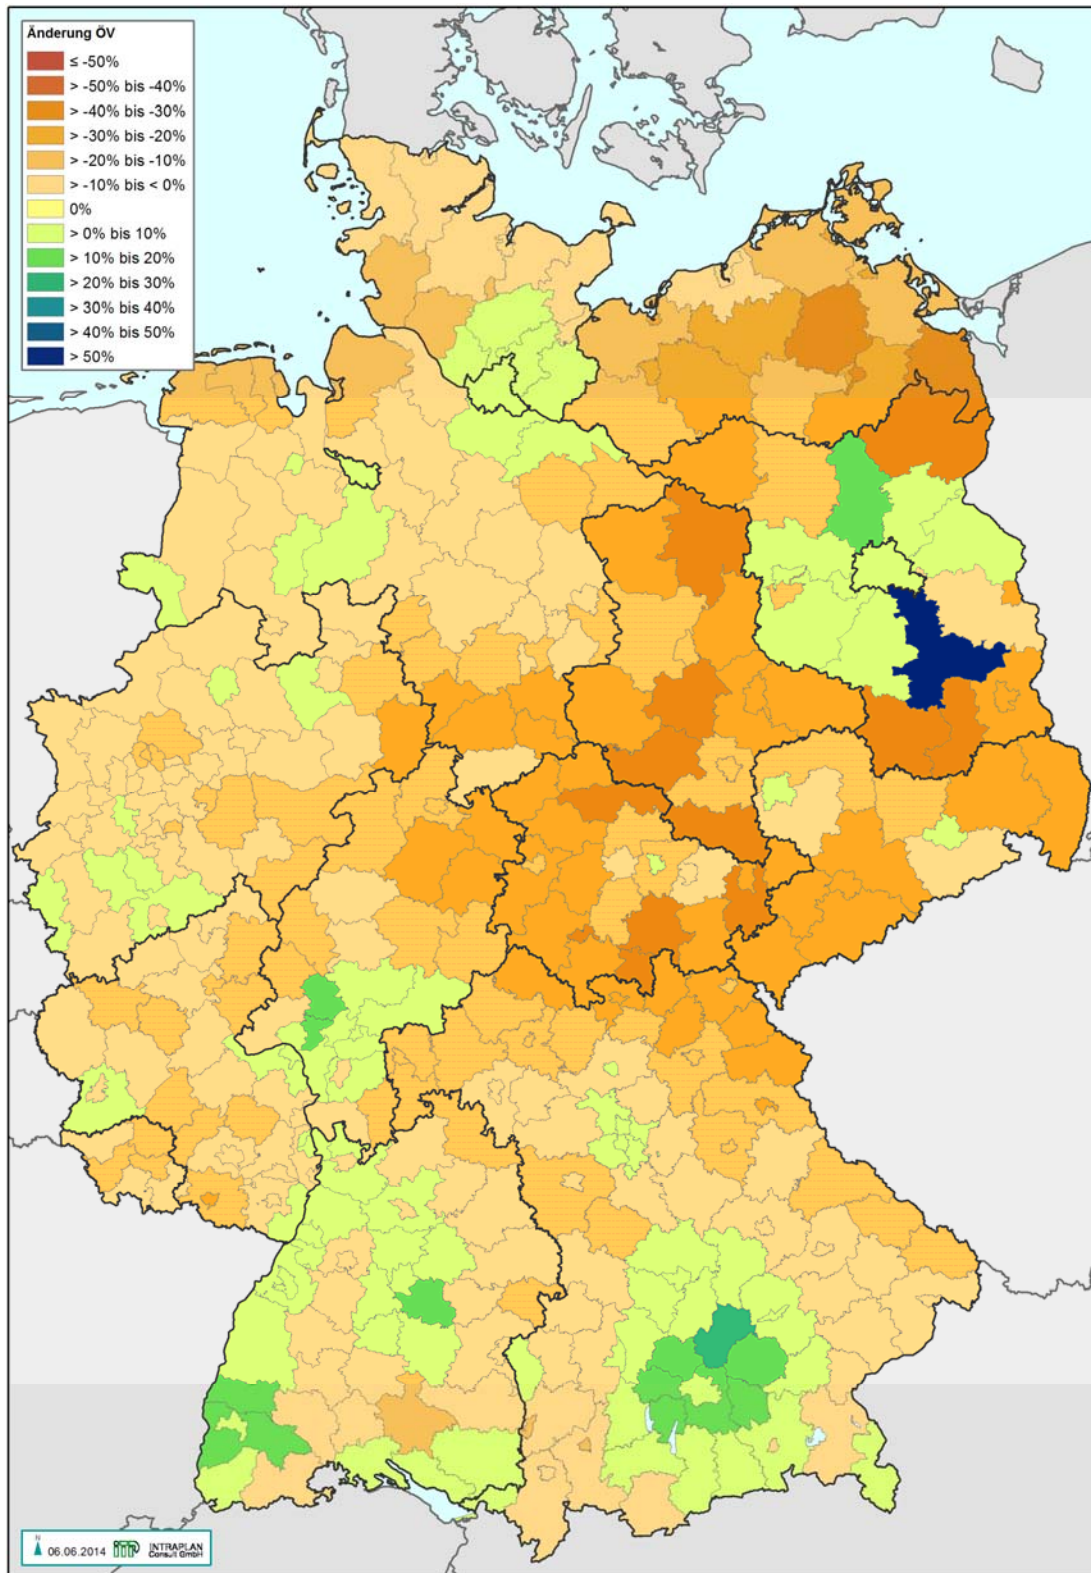 Änderung ÖV
≤ -50%
> -50% bis -40%
> -40% bis -30%
> -30% bis -20%
> -20% bis -10%
> -10% bis < 0%
0%
> 0% bis 10%
> 10% bis 20%
> 20% bis 30%
> 30% bis 40%
> 40% bis 50%
> 50%
N
06.06.2014 itp INTRAPLAN
Consult GmbH